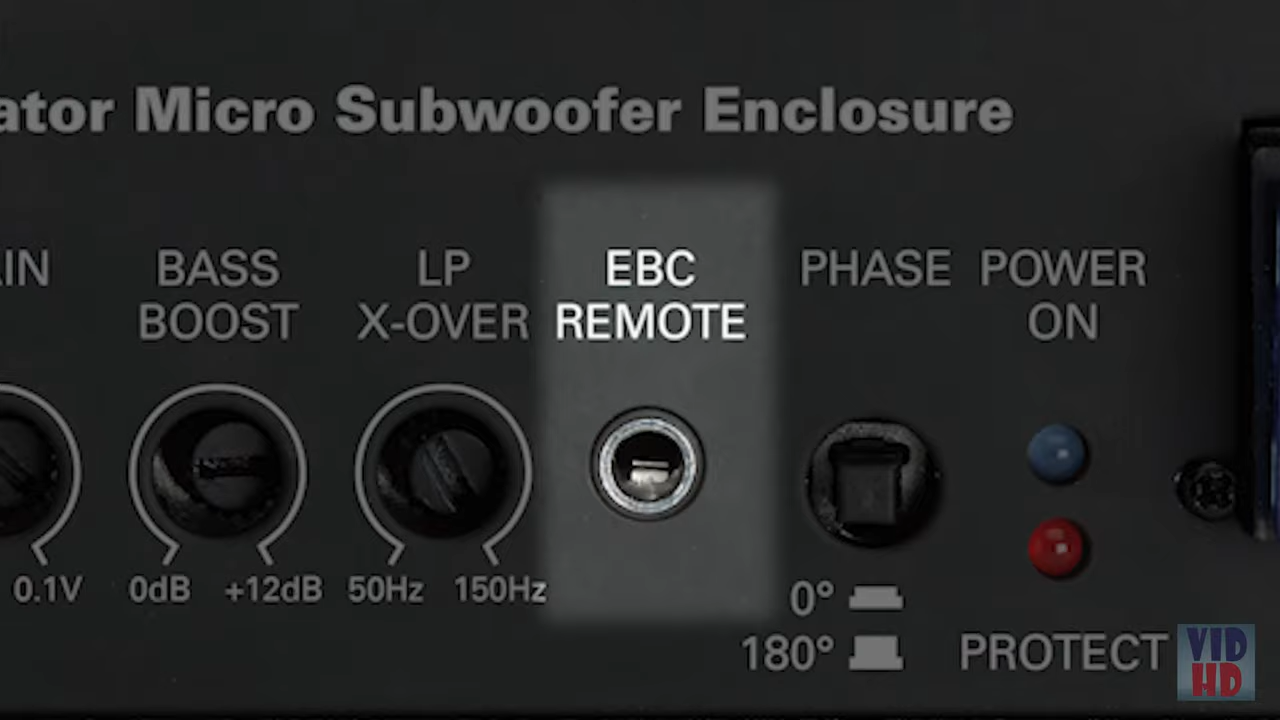 ator Micro Subwoofer Enclosure
IN
BASS
BOOST
LP
X-OVER
EBC
REMOTE
PHASE
POWER
ON
0.1V
0dB
+12dB
50Hz
150Hz
0°
180°
PROTECT
VID
HD